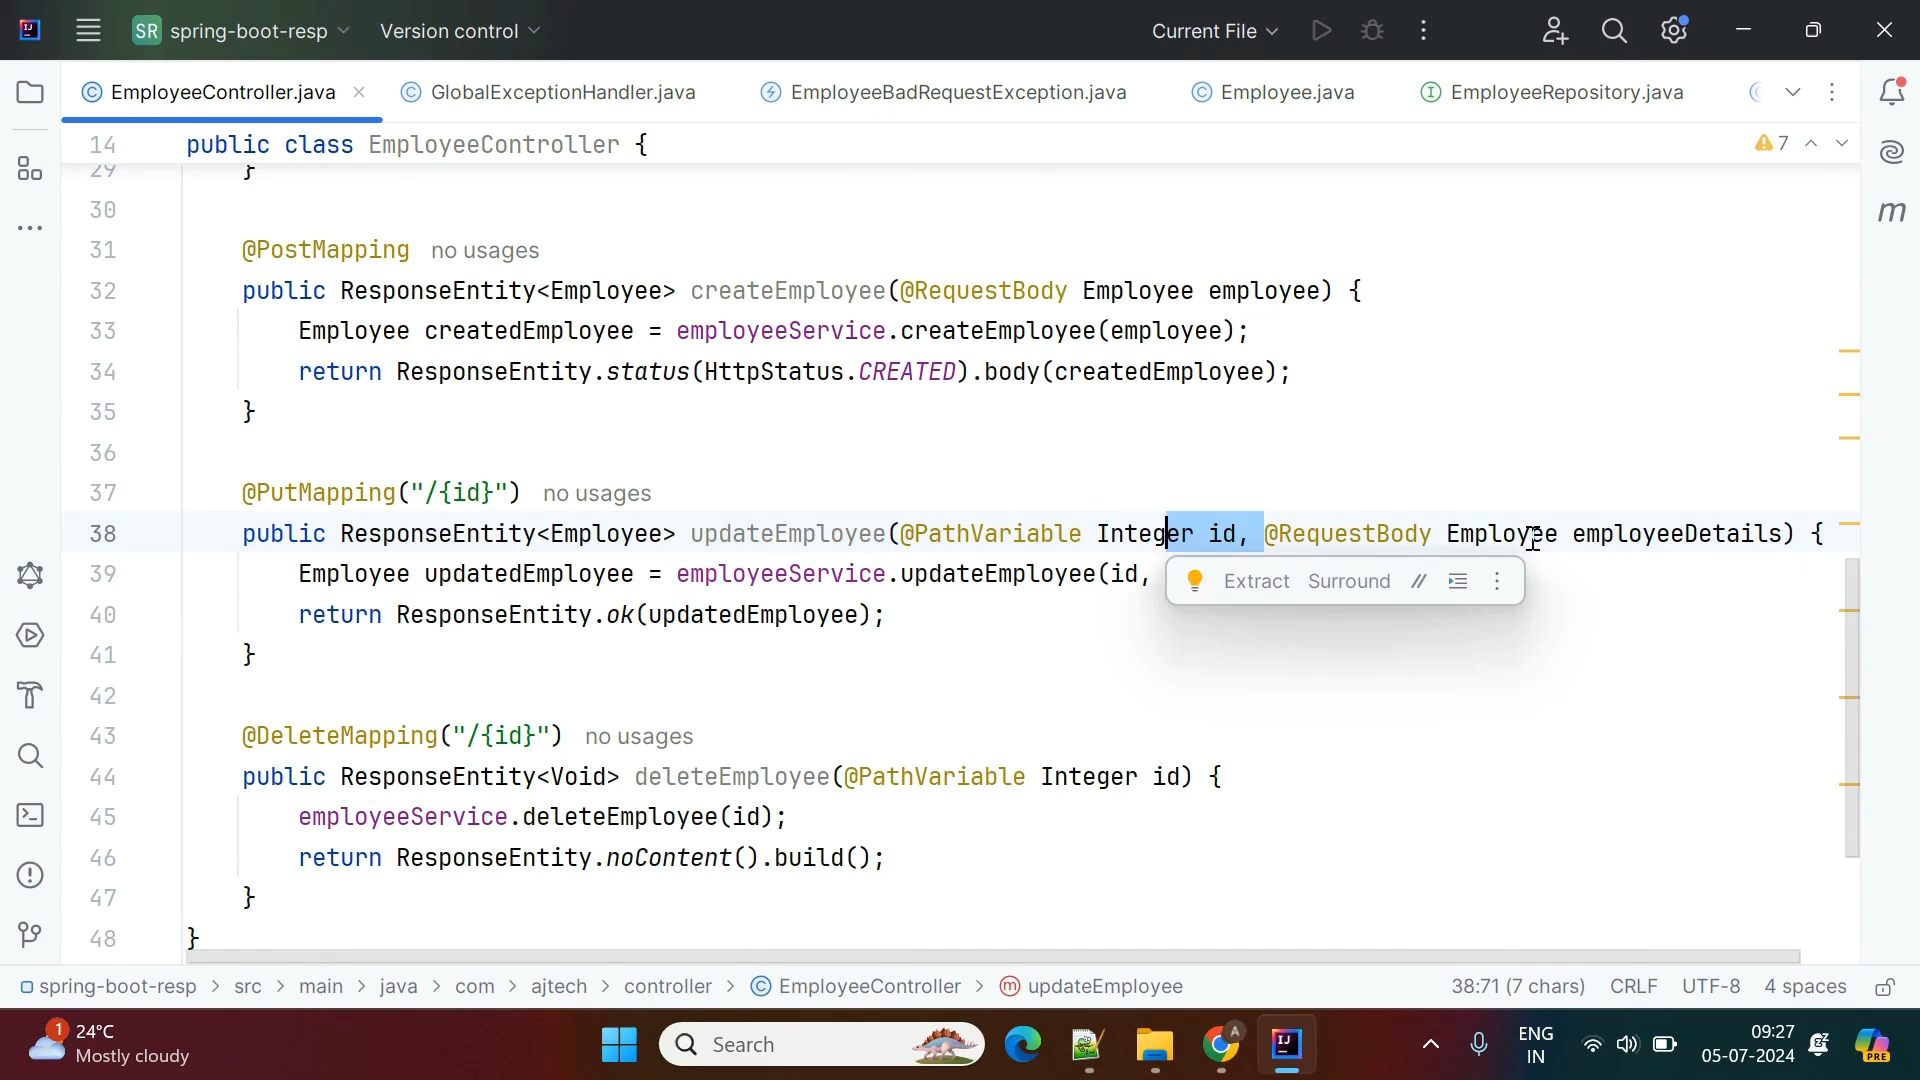 SR spring-boot-resp Version control Current File
EmployeeController.java GlobalExceptionHandler.java EmployeeBadRequestException.java Employee.java EmployeeRepository.java
14 public class EmployeeController { 7
29 }
30
31 @PostMapping no usages
32 public ResponseEntity<Employee> createEmployee(@RequestBody Employee employee) {
33 Employee createdEmployee = employeeService.createEmployee(employee);
34 return ResponseEntity.status(HttpStatus.CREATED).body(createdEmployee);
35 }
36
37 @PutMapping("/{id}") no usages
38 public ResponseEntity<Employee> updateEmployee(@PathVariable Integer id, @RequestBody Employee employeeDetails) {
39 Employee updatedEmployee = employeeService.updateEmployee(id,
Extract Surround //
40 return ResponseEntity.ok(updatedEmployee);
41 }
42
43 @DeleteMapping("/{id}") no usages
44 public ResponseEntity<Void> deleteEmployee(@PathVariable Integer id) {
45 employeeService.deleteEmployee(id);
46 return ResponseEntity.noContent().build();
47 }
48 }
spring-boot-resp > src > main > java > com > ajtech > controller > EmployeeController > updateEmployee 38:71 (7 chars) CRLF UTF-8 4 spaces
1 24°C
Mostly cloudy
Search
ENG
IN
09:27
05-07-2024
PRE